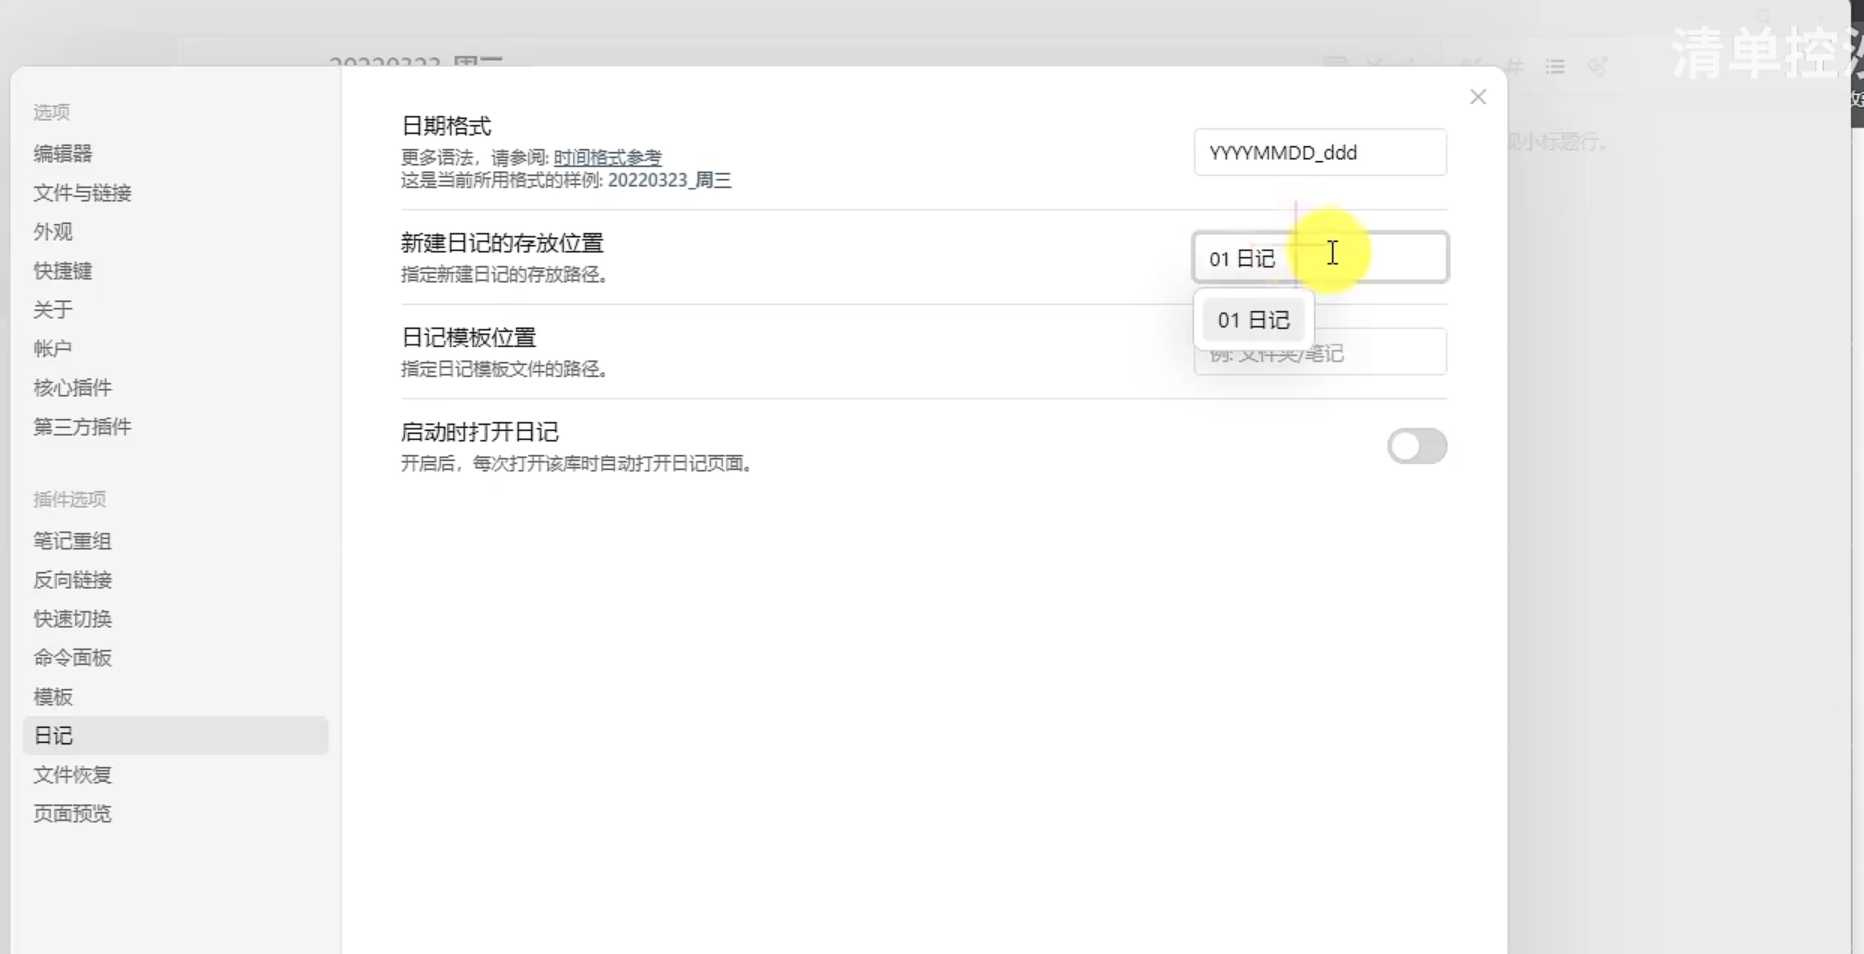 清单控沙
20220323_周三
选项
编辑器
文件与链接
外观
快捷键
关于
帐户
核心插件
第三方插件
插件选项
笔记重组
反向链接
快速切换
命令面板
模板
日记
文件恢复
页面预览
日期格式
更多语法，请参阅: 时间格式参考
这是当前所用格式的样例: 20220323_周三
YYYYMMDD_ddd
新建日记的存放位置
指定新建日记的存放路径。
01 日记
01 日记
日记模板位置
指定日记模板文件的路径。
例: 文件夹/笔记
启动时打开日记
开启后，每次打开该库时自动打开日记页面。
小标题行。